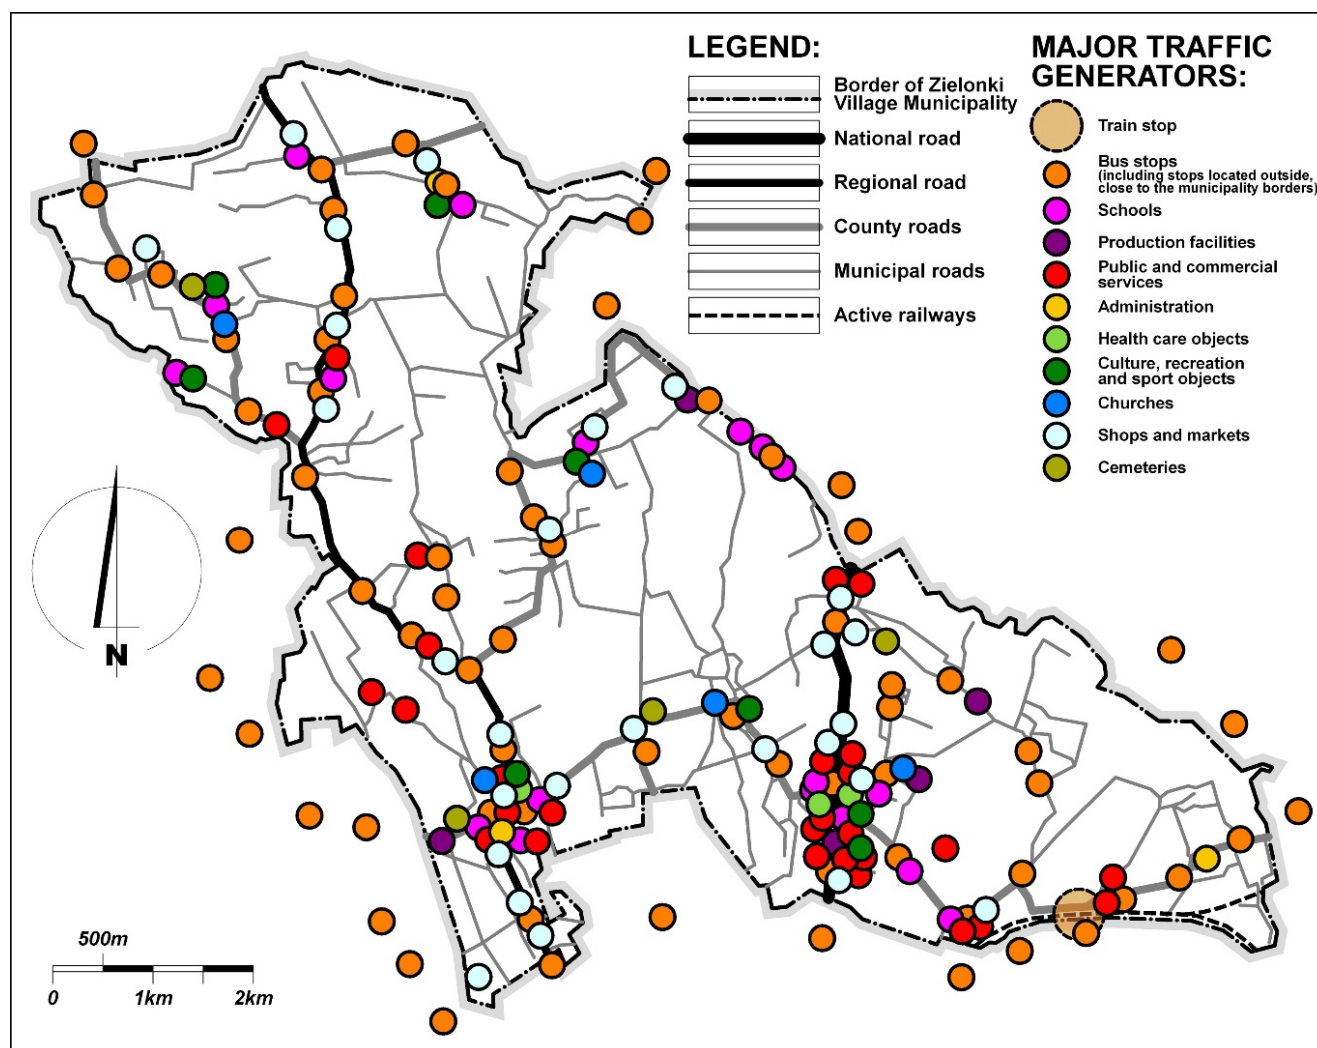 LEGEND:
Border of Zielonki
Village Municipality
National road
Regional road
County roads
Municipal roads
Active railways
MAJOR TRAFFIC
GENERATORS:
Train stop
Bus stops
(including stops located outside,
close to the municipality borders)
Schools
Production facilities
Public and commercial
services
Administration
Health care objects
Culture, recreation
and sport objects
Churches
Shops and markets
Cemeteries
N
500m
0 1km 2km